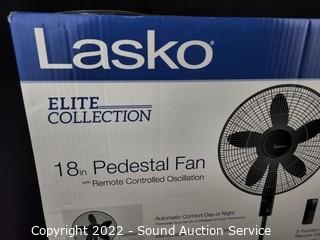 Lasko®
ELITE
COLLECTION
18in Pedestal Fan
with Remote Controlled Oscillation
Automatic Comfort Day or Night
Copyright 2022 - Sound Auction Service